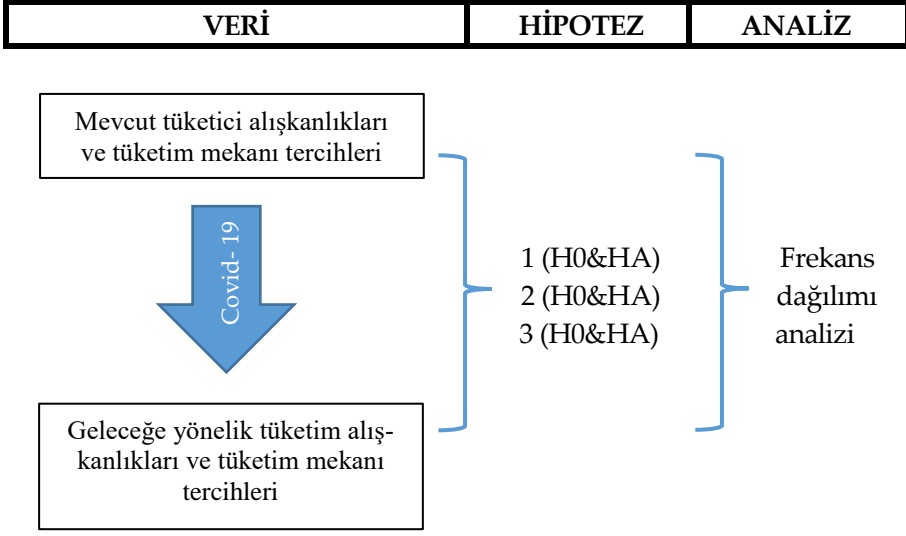 VERİ HİPOTEZ ANALİZ
Mevcut tüketici alışkanlıkları
ve tüketim mekanı tercihleri
Covid- 19
Geleceğe yönelik tüketim alış-
kanlıkları ve tüketim mekanı
tercihleri
1 (H0&HA)
2 (H0&HA)
3 (H0&HA)
Frekans
dağılımı
analizi